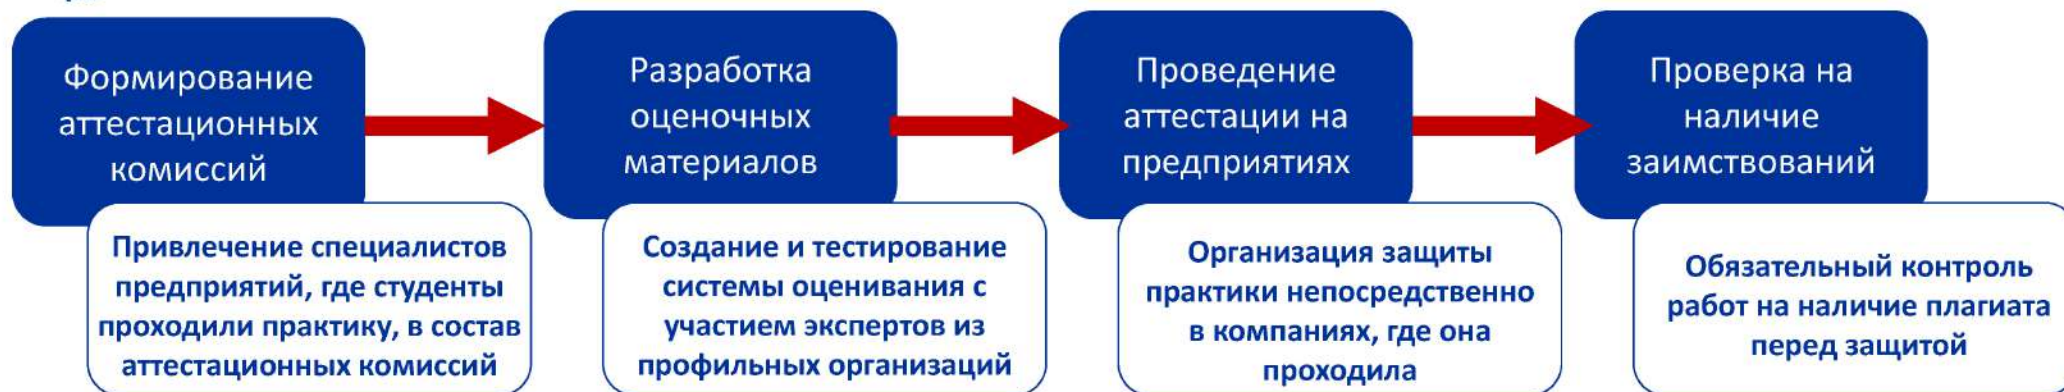 Формирование
аттестационных
комиссий
Привлечение специалистов
предприятий, где студенты
проходили практику, в состав
аттестационных комиссий
Разработка
оценочных
материалов
Создание и тестирование
системы оценивания с
участием экспертов из
профильных организаций
Проведение
аттестации на
предприятиях
Организация защиты
практики непосредственно
в компаниях, где она
проходила
Проверка на
наличие
заимствований
Обязательный контроль
работ на наличие плагиата
перед защитой